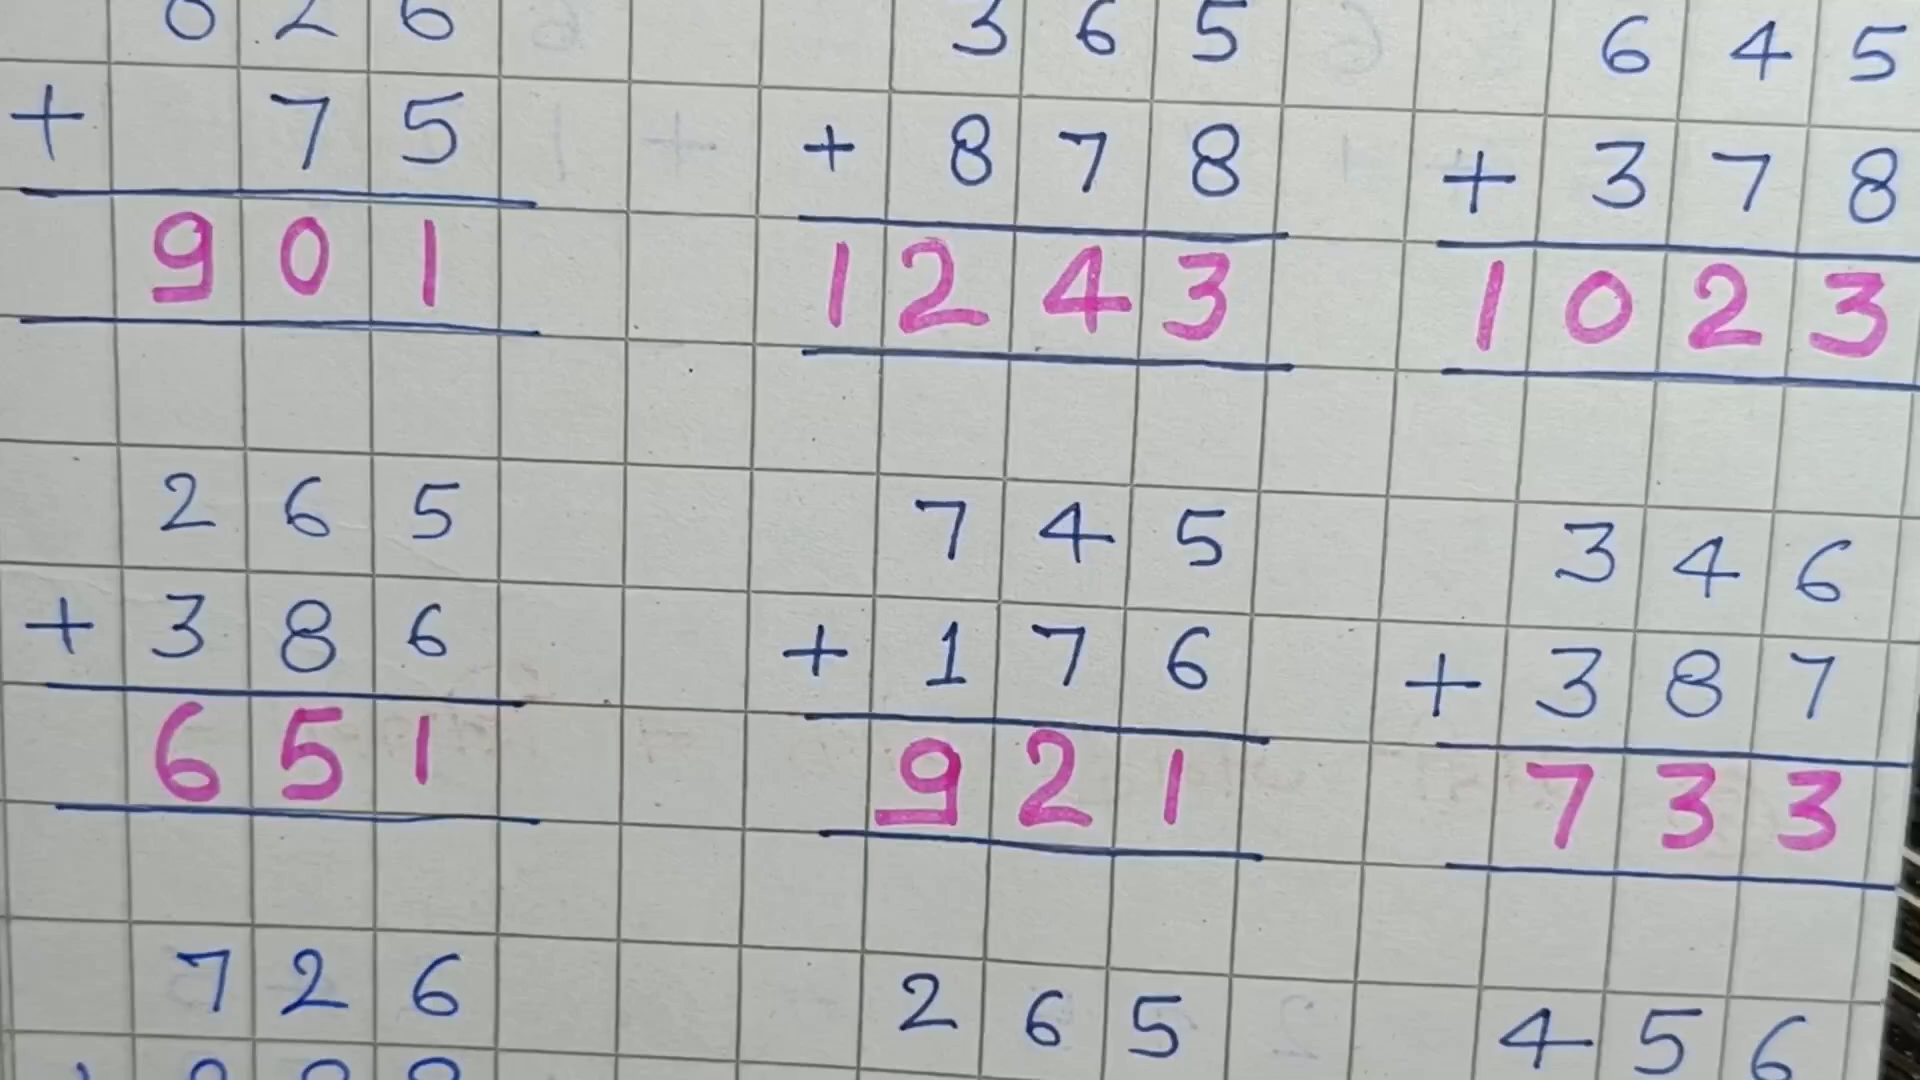 26 365 645
+ 75 + 878 + 378
901 1243 1023
265 745 346
+ 386 + 176 + 387
651 921 733
726 265 456